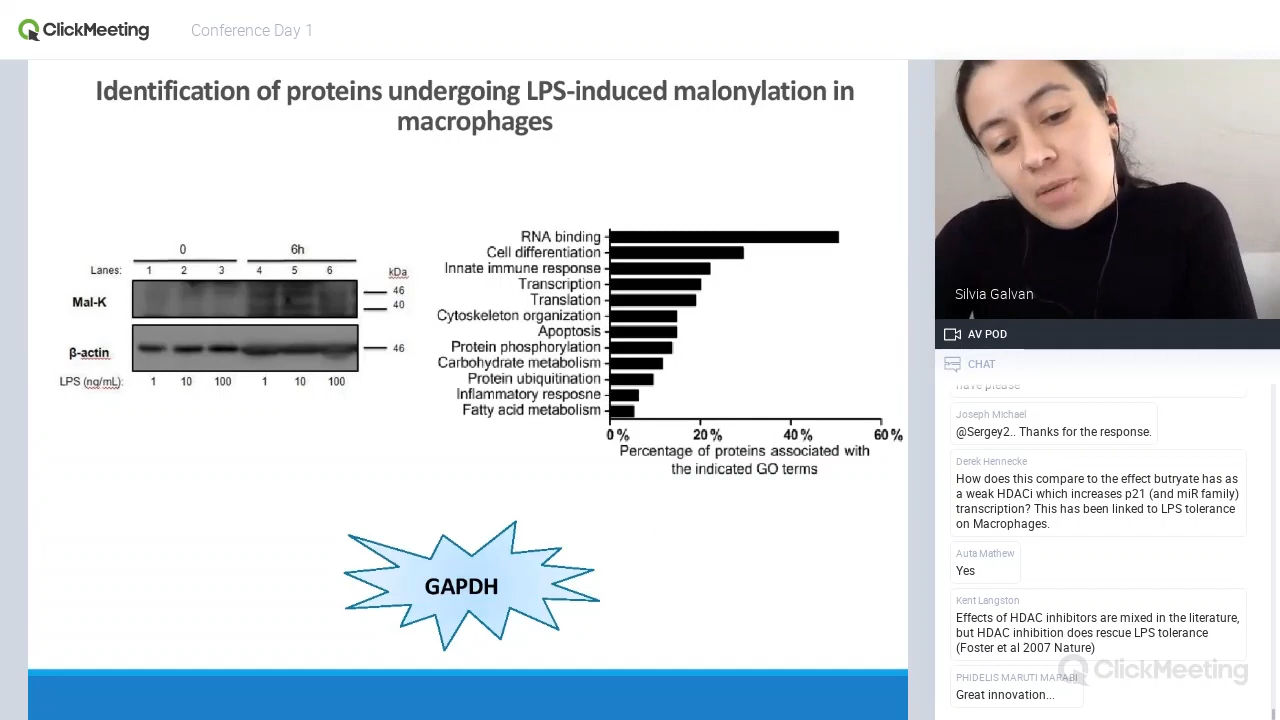 ClickMeeting
Conference Day 1
Identification of proteins undergoing LPS-induced malonylation in
macrophages
0 6h
Lanes: 1 2 3 4 5 6 kDa
Mal-K
46
40
β-actin
46
LPS (ng/mL): 1 10 100 1 10 100
RNA binding
Cell differentiation
Innate immune response
Transcription
Translation
Cytoskeleton organization
Apoptosis
Protein phosphorylation
Carbohydrate metabolism
Protein ubiquitination
Inflammatory resposne
Fatty acid metabolism
0 % 20 % 40 % 60 %
Percentage of proteins associated with
the indicated GO terms
GAPDH
Silvia Galvan
AV POD
CHAT
have please
Joseph Michael
@Sergey2.. Thanks for the response.
Derek Hennecke
How does this compare to the effect butryate has as
a weak HDACi which increases p21 (and miR family)
transcription? This has been linked to LPS tolerance
on Macrophages.
Auta Mathew
Yes
Kent Langston
Effects of HDAC inhibitors are mixed in the literature,
but HDAC inhibition does rescue LPS tolerance
(Foster et al 2007 Nature)
PHIDELIS MARUTI MARABI
Great innovation...
ClickMeeting